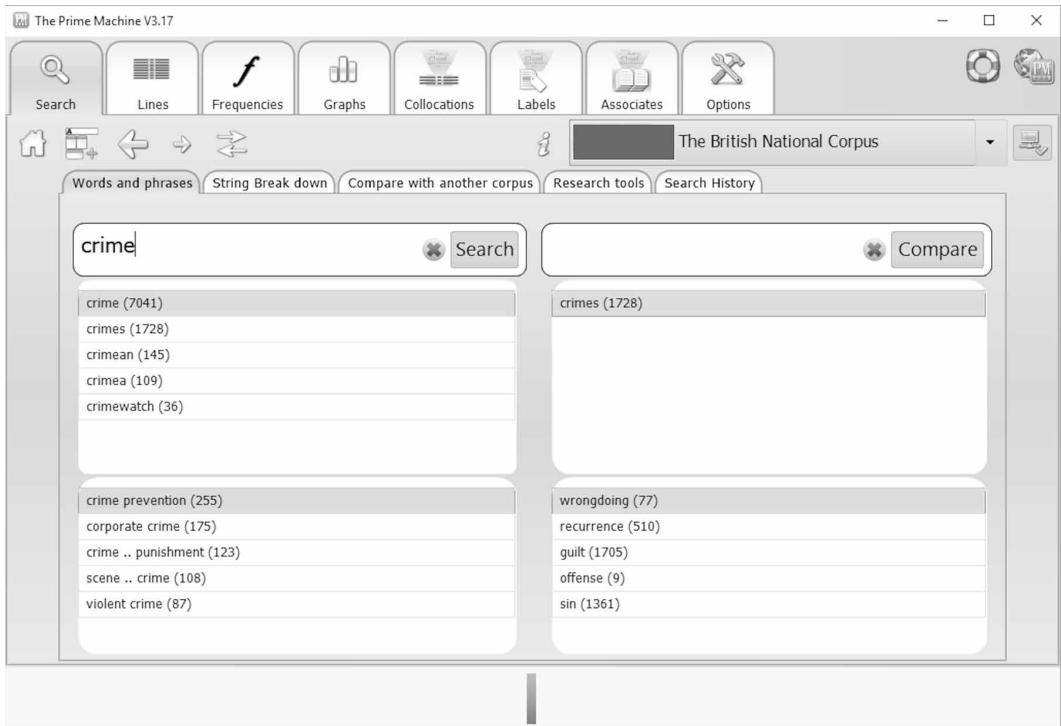 The Prime Machine V3.17
Search Lines Frequencies Graphs Collocations Labels Associates Options
The British National Corpus
Words and phrases String Break down Compare with another corpus Research tools Search History
crime Search Compare
crime (7041)
crimes (1728)
crimean (145)
crimea (109)
crimewatch (36)
crimes (1728)
crime prevention (255)
corporate crime (175)
crime .. punishment (123)
scene .. crime (108)
violent crime (87)
wrongdoing (77)
recurrence (510)
guilt (1705)
offense (9)
sin (1361)